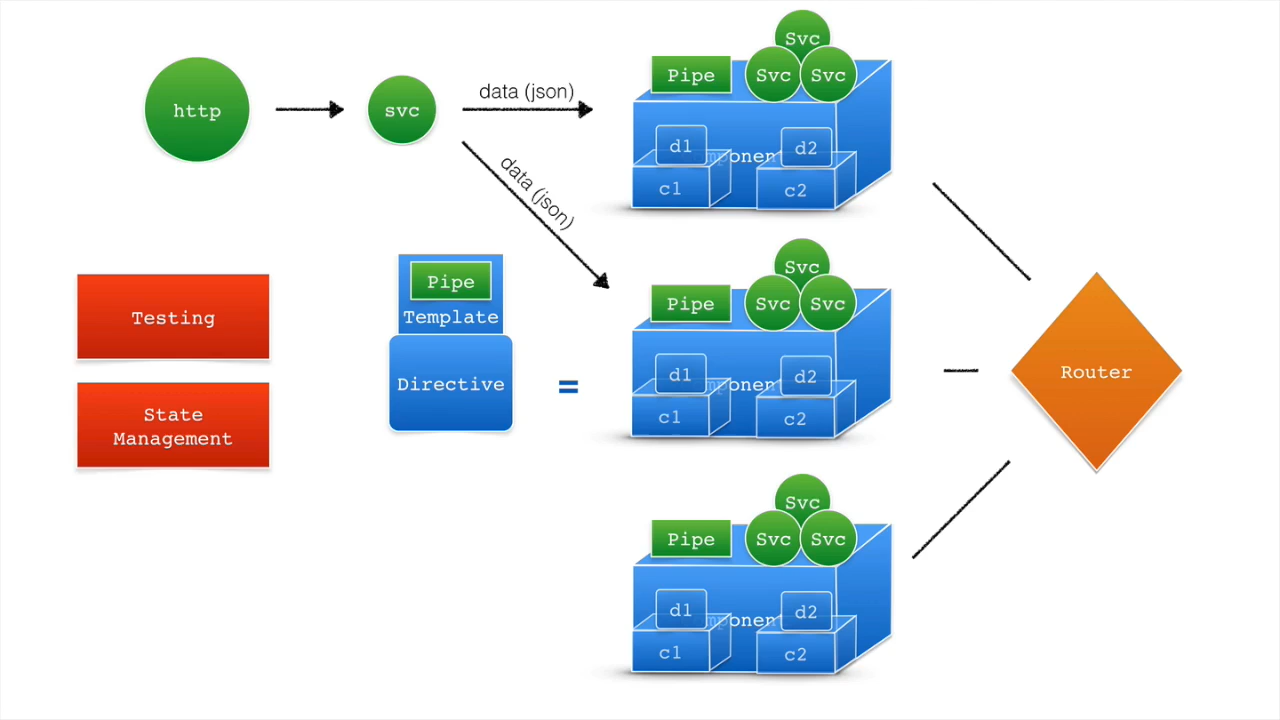 http
svc
data (json)
data (json)
Pipe
Svc
Svc
Svc
d1
d2
c1
c2
Testing
State
Management
Pipe
Template
Directive
=
Pipe
Svc
Svc
Svc
d1
d2
c1
c2
Router
Pipe
Svc
Svc
Svc
d1
d2
c1
c2